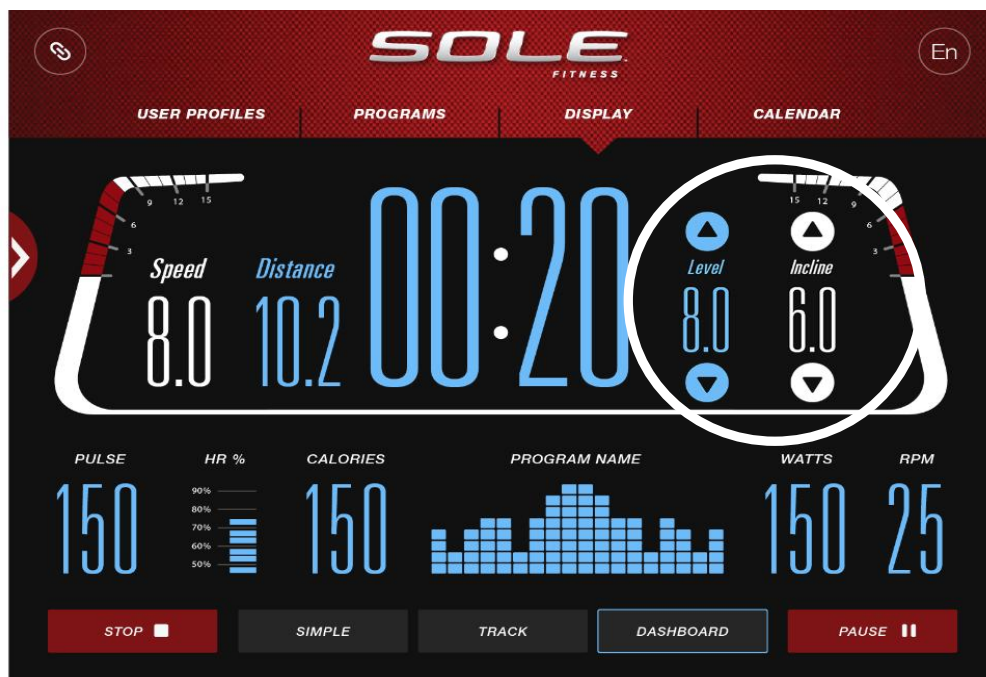 SOLE
FITNESS
En
USER PROFILES
PROGRAMS
DISPLAY
CALENDAR
3
6
9
12
15
Speed
8.0
Distance
10.2
00:20
Level
8.0
Incline
6.0
15
12
9
6
3
PULSE
150
HR %
90%
80%
70%
60%
50%
CALORIES
150
PROGRAM NAME
WATTS
150
RPM
25
STOP
SIMPLE
TRACK
DASHBOARD
PAUSE